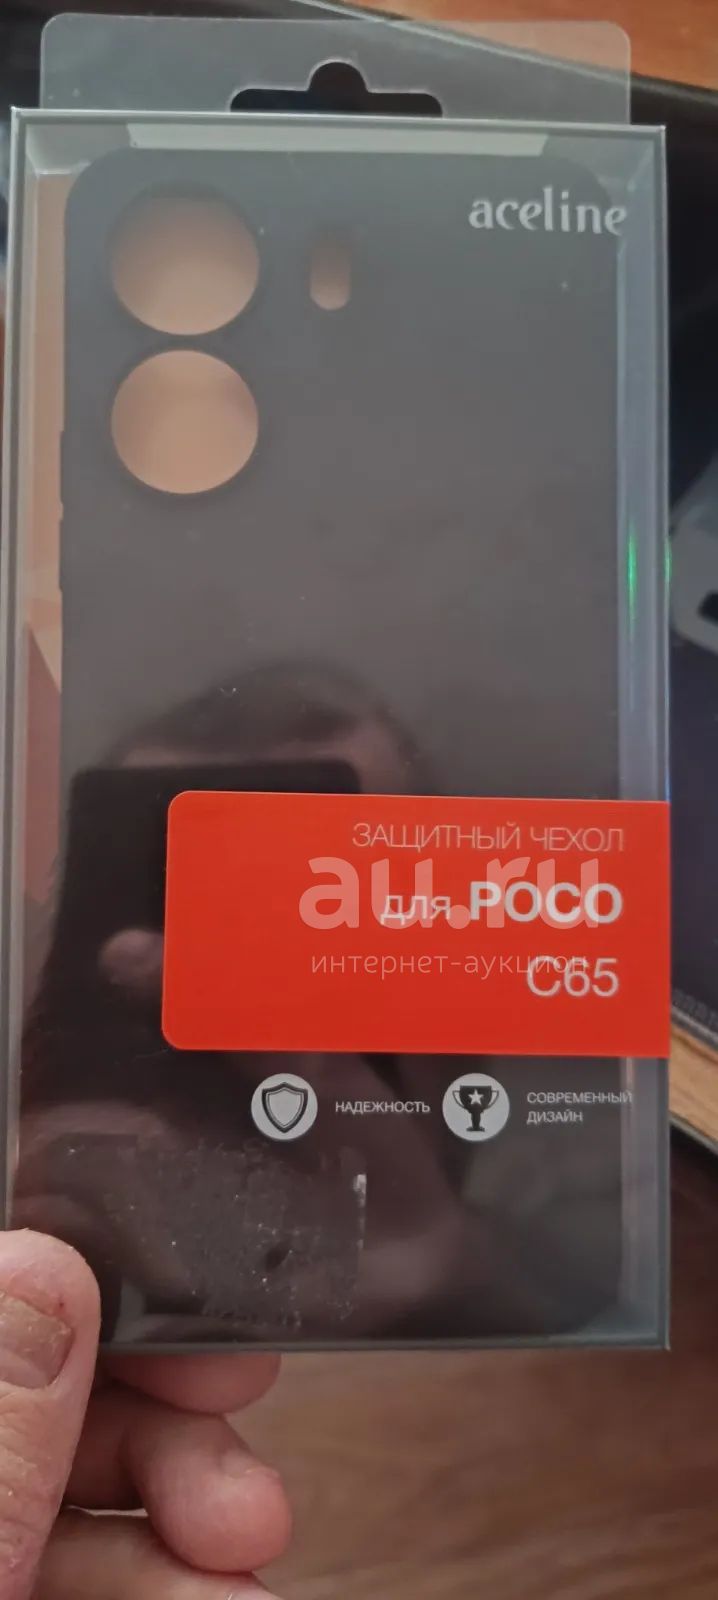 aceline
ЗАЩИТНЫЙ ЧЕХОЛ
для POCO
C65
au.ru
интернет-аукцион
НАДЕЖНОСТЬ
СОВРЕМЕННЫЙ
ДИЗАЙН